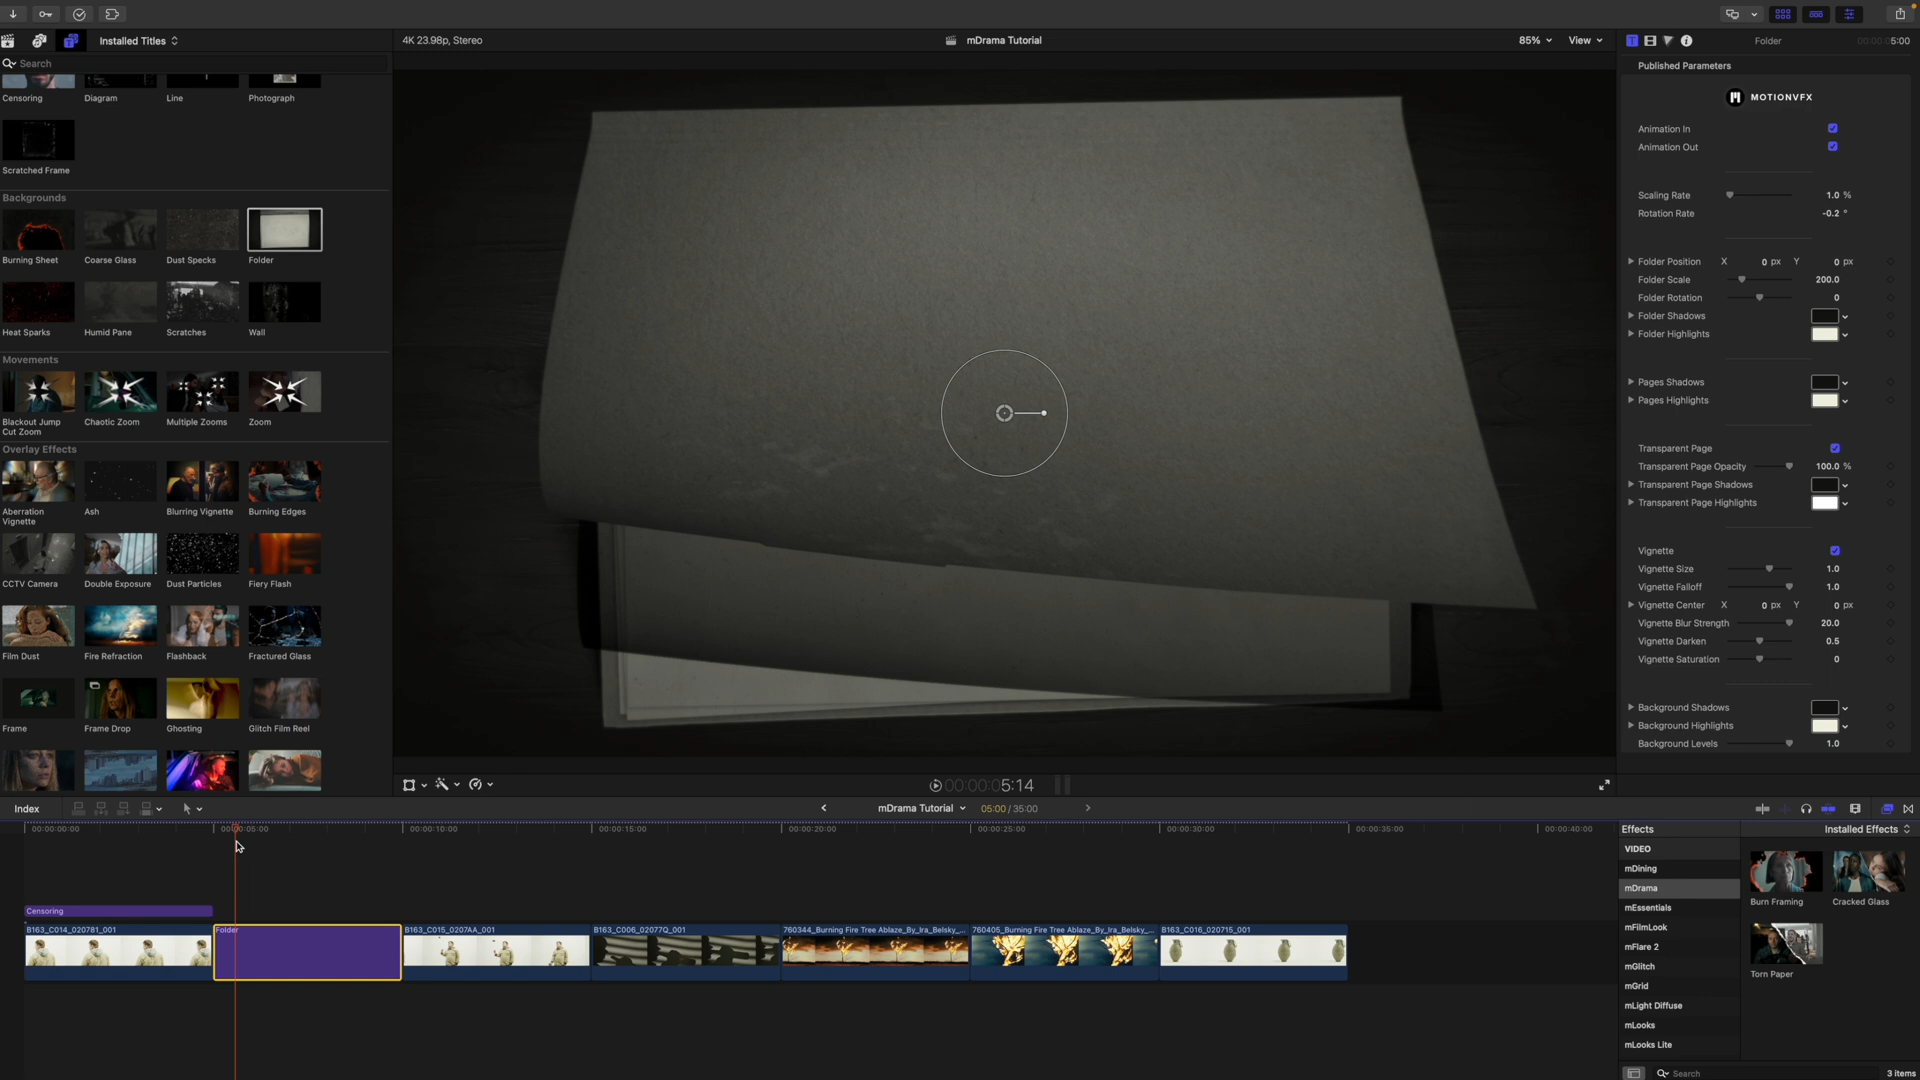 Installed Titles
4K 23.98p, Stereo
mDrama Tutorial
85%
View
Folder
00:00:05:00
Search
Censoring
Diagram
Line
Photograph
Scratched Frame
Backgrounds
Burning Sheet
Coarse Glass
Dust Specks
Folder
Heat Sparks
Humid Pane
Scratches
Wall
Movements
Blackout Jump
Cut Zoom
Chaotic Zoom
Multiple Zooms
Zoom
Overlay Effects
Aberration
Vignette
Ash
Blurring Vignette
Burning Edges
CCTV Camera
Double Exposure
Dust Particles
Fiery Flash
Film Dust
Fire Refraction
Flashback
Fractured Glass
Frame
Frame Drop
Ghosting
Glitch Film Reel
Published Parameters
MOTIONVFX
Animation In
Animation Out
Scaling Rate 1.0 %
Rotation Rate -0.2 °
Folder Position X 0 px Y 0 px
Folder Scale 200.0
Folder Rotation 0
Folder Shadows
Folder Highlights
Pages Shadows
Pages Highlights
Transparent Page
Transparent Page Opacity 100.0 %
Transparent Page Shadows
Transparent Page Highlights
Vignette
Vignette Size 1.0
Vignette Falloff 1.0
Vignette Center X 0 px Y 0 px
Vignette Blur Strength 20.0
Vignette Darken 0.5
Vignette Saturation 0
Background Shadows
Background Highlights
Background Levels 1.0
00:00:05:14
Index
mDrama Tutorial
05:00 / 35:00
00:00:00:00
00:00:05:00
00:00:10:00
00:00:15:00
00:00:20:00
00:00:25:00
00:00:30:00
00:00:35:00
00:00:40:00
Censoring
B163_C014_020781_001
Folder
B163_C015_0207AA_001
B163_C006_02077Q_001
760344_Burning Fire Tree Ablaze_By_Ira_Belsky_...
760405_Burning Fire Tree Ablaze_By_Ira_Belsky_...
B163_C016_020715_001
Effects
Installed Effects
VIDEO
mDining
mDrama
mEssentials
mFilmLook
mFlare 2
mGlitch
mGrid
mLight Diffuse
mLooks
mLooks Lite
Burn Framing
Cracked Glass
Torn Paper
Search
3 items